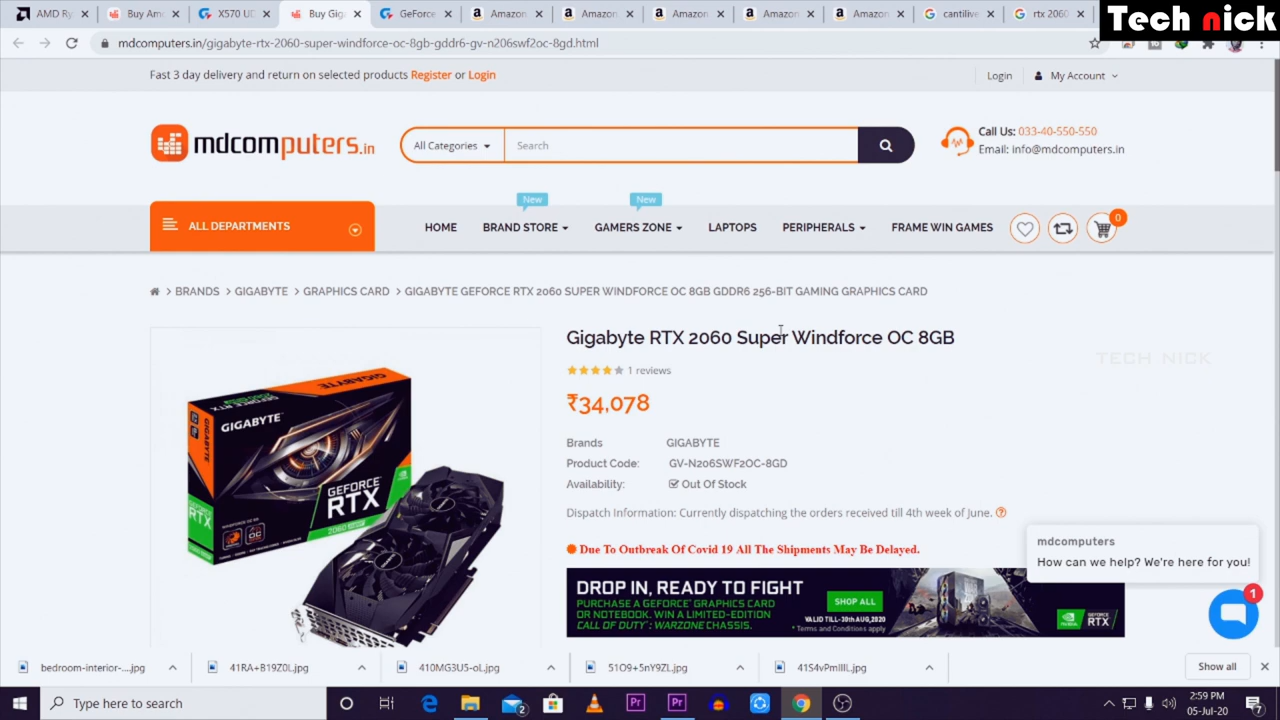 AMD Ry
Buy Amd
X570 UD
Buy Giga
GeForce
Amazon
Amazon.
Amazon.
Amazon
Amazon.
cantilive
rtx 2060
Tech nick
mdcomputers.in/gigabyte-rtx-2060-super-windforce-oc-8gb-gddr6-gv-n206swf2oc-8gd.html
Fast 3 day delivery and return on selected products Register or Login
Login
My Account
mdcomputers.in
All Categories
Search
Call Us: 033-40-550-550
Email: info@mdcomputers.in
New
New
ALL DEPARTMENTS
HOME
BRAND STORE
GAMERS ZONE
LAPTOPS
PERIPHERALS
FRAME WIN GAMES
0
> BRANDS > GIGABYTE > GRAPHICS CARD > GIGABYTE GEFORCE RTX 2060 SUPER WINDFORCE OC 8GB GDDR6 256-BIT GAMING GRAPHICS CARD
Gigabyte RTX 2060 Super Windforce OC 8GB
TECH NICK
1 reviews
₹34,078
Brands GIGABYTE
Product Code: GV-N206SWF2OC-8GD
Availability: Out Of Stock
Dispatch Information: Currently dispatching the orders received till 4th week of June.
Due To Outbreak Of Covid 19 All The Shipments May Be Delayed.
GIGABYTE
GEFORCE
RTX
mdcomputers
How can we help? We're here for you!
1
DROP IN, READY TO FIGHT
PURCHASE A GEFORCE GRAPHICS CARD
OR NOTEBOOK. WIN A LIMITED-EDITION
CALL OF DUTY: WARZONE CHASSIS.
SHOP ALL
VALID TILL-30th AUG,2020
* Terms and Conditions apply
GEFORCE
RTX
bedroom-interior-....jpg
41RA+B19Z0L.jpg
410MG3U5-oL.jpg
51O9+5nY9ZL.jpg
41S4vPmIIIL.jpg
Show all
Type here to search
2
Pr
Pr
2:59 PM
05-Jul-20
7